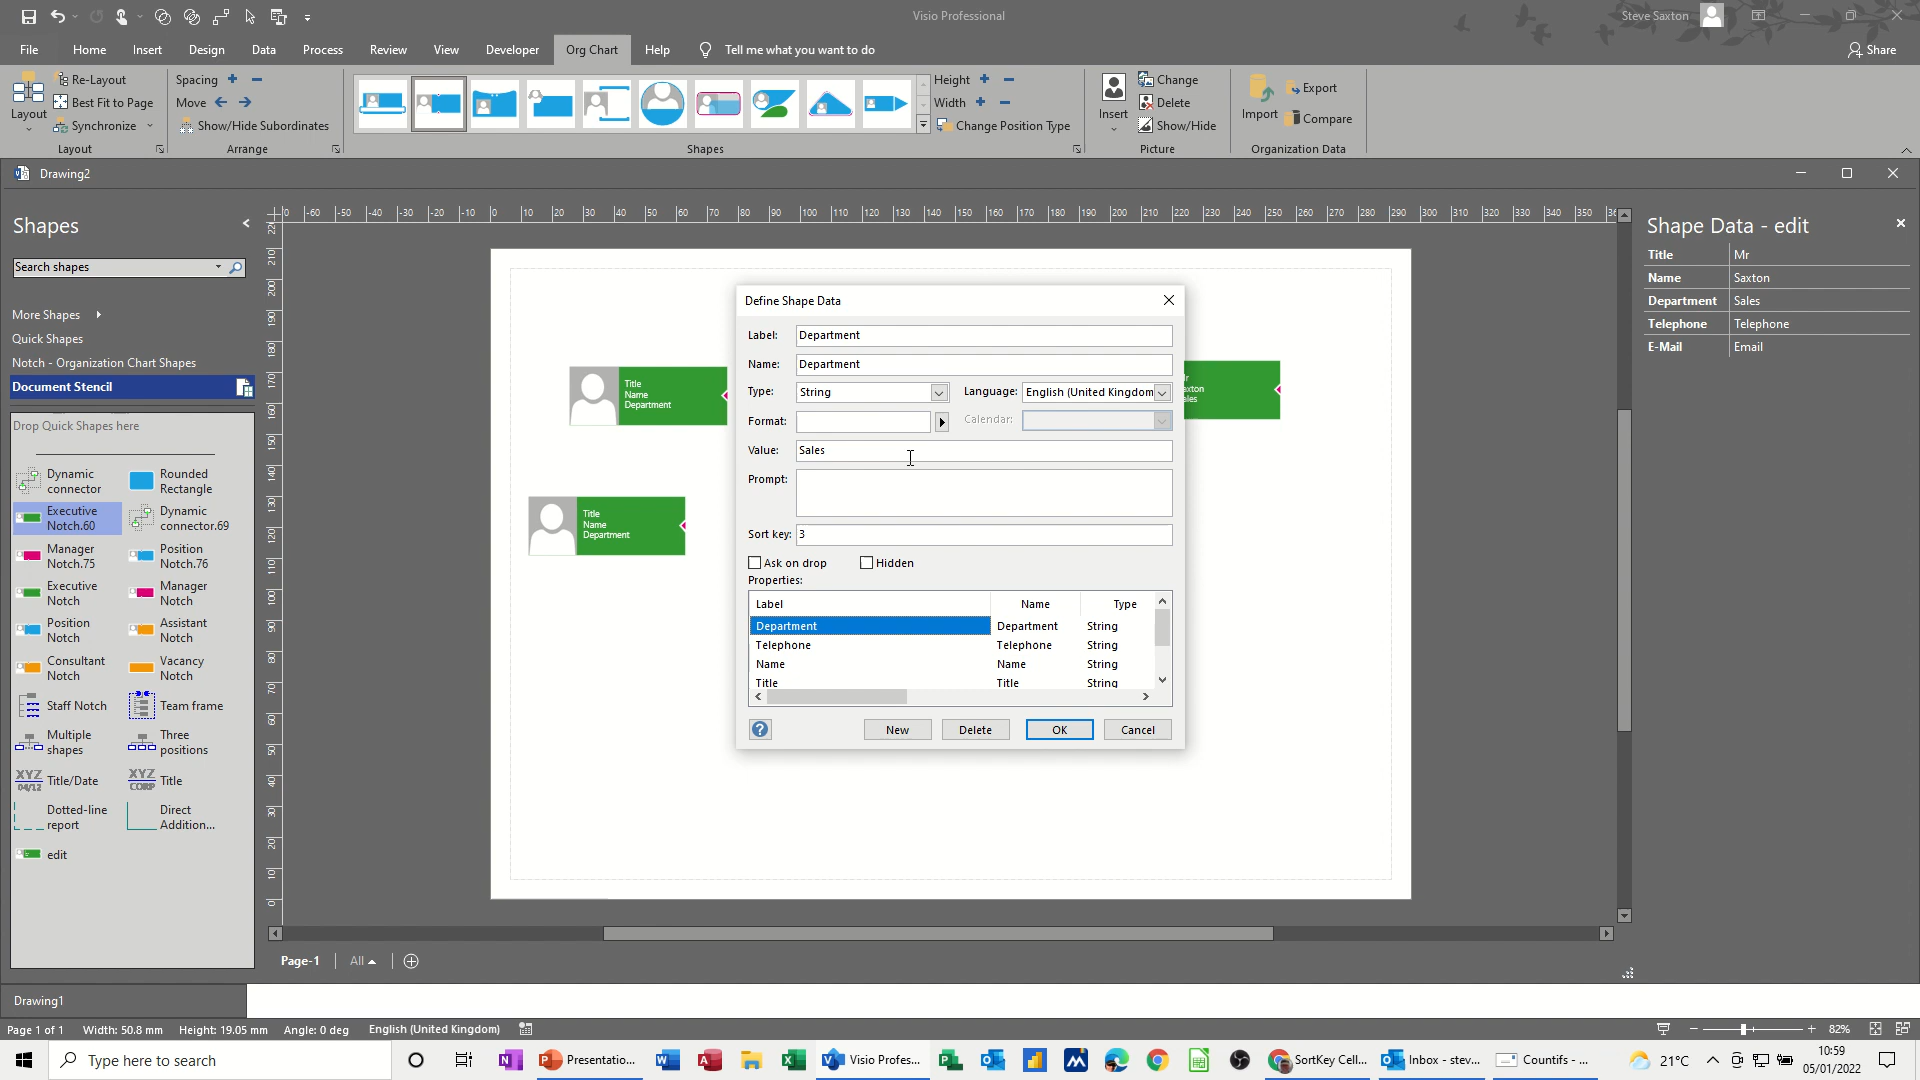 Visio Professional
Steve Saxton
File Home Insert Design Data Process Review View Developer Org Chart Help Tell me what you want to do
Share
Layout
Re-Layout
Best Fit to Page
Synchronize
Layout
Spacing
Move
Show/Hide Subordinates
Arrange
Shapes
Height
Width
Change Position Type
Insert
Change
Delete
Show/Hide
Picture
Import
Export
Compare
Organization Data
Drawing2
Shapes
Search shapes
More Shapes
Quick Shapes
Notch - Organization Chart Shapes
Document Stencil
Drop Quick Shapes here
Dynamic connector
Rounded Rectangle
Executive Notch.60
Dynamic connector.69
Manager Notch.75
Position Notch.76
Executive Notch
Manager Notch
Position Notch
Assistant Notch
Consultant Notch
Vacancy Notch
Staff Notch
Team frame
Multiple shapes
Three positions
XYZ 04/12 Title/Date
XYZ CORP Title
Dotted-line report
Direct Addition...
edit
Title
Name
Department
Title
Name
Department
Sales
Define Shape Data
Label: Department
Name: Department
Type: String
Language: English (United Kingdom
Format:
Calendar:
Value: Sales
Prompt:
Sort key: 3
Ask on drop
Hidden
Properties:
Label Name Type
Department Department String
Telephone Telephone String
Name Name String
Title Title String
New Delete OK Cancel
Shape Data - edit
Title Mr
Name Saxton
Department Sales
Telephone Telephone
E-Mail Email
Page-1 All
Drawing1
Page 1 of 1 Width: 50.8 mm Height: 19.05 mm Angle: 0 deg English (United Kingdom)
82%
Type here to search
Presentatio...
Visio Profes...
SortKey Cell...
Inbox - stev...
Countifs - ...
21°C
10:59
05/01/2022